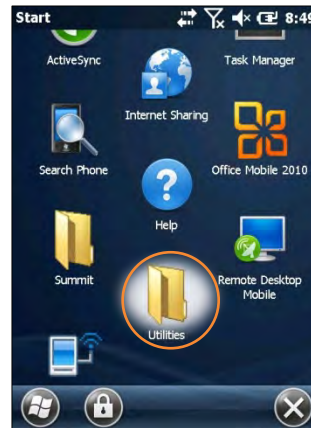 Start 8:49
ActiveSync
Task Manager
Internet Sharing
Search Phone
Office Mobile 2010
Help
Summit
Remote Desktop
Mobile
Utilities